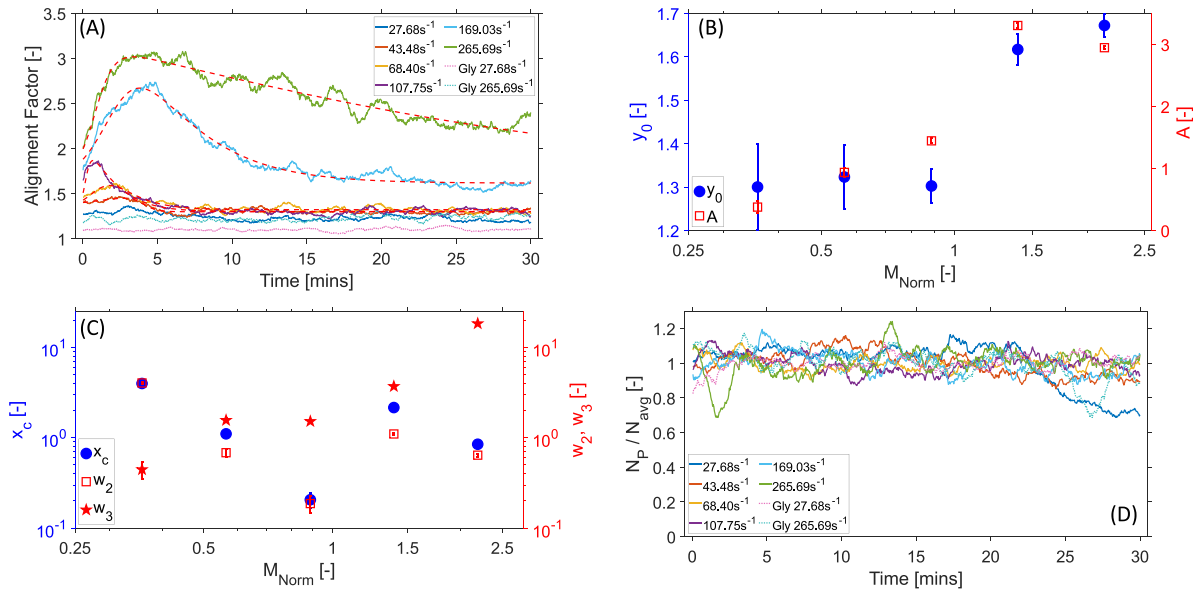 (A)
3.5
3
2.5
2
1.5
1
Alignment Factor [-]
27.68s⁻¹ 169.03s⁻¹
43.48s⁻¹ 265.69s⁻¹
68.40s⁻¹ Gly 27.68s⁻¹
107.75s⁻¹ Gly 265.69s⁻¹
0 5 10 15 20 25 30
Time [mins]
(B)
1.7
1.6
1.5
1.4
1.3
1.2
y₀ [-]
y₀
A
3
2
1
0
A [-]
0.25 0.5 1 1.5 2.5
M_Norm [-]
(C)
10¹
10⁰
10⁻¹
x_c [-]
x_c
w₂
w₃
10¹
10⁰
10⁻¹
w₂, w₃ [-]
0.25 0.5 1 1.5 2.5
M_Norm [-]
1.2
1
0.8
0.6
0.4
0.2
0
N_P / N_avg [-]
27.68s⁻¹ 169.03s⁻¹
43.48s⁻¹ 265.69s⁻¹
68.40s⁻¹ Gly 27.68s⁻¹
107.75s⁻¹ Gly 265.69s⁻¹
(D)
0 5 10 15 20 25 30
Time [mins]